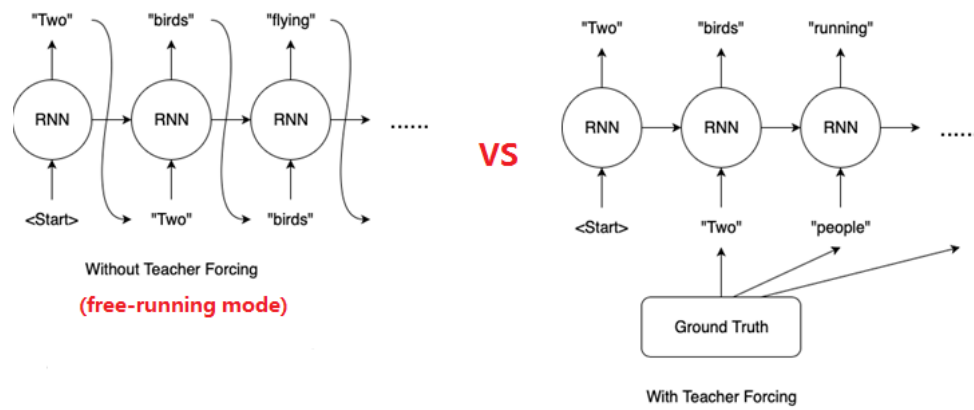 "Two" "birds" "flying"
RNN RNN RNN ......
<Start> "Two" "birds"
Without Teacher Forcing
(free-running mode)
VS
"Two" "birds" "running"
RNN RNN RNN ......
<Start> "Two" "people"
Ground Truth
With Teacher Forcing